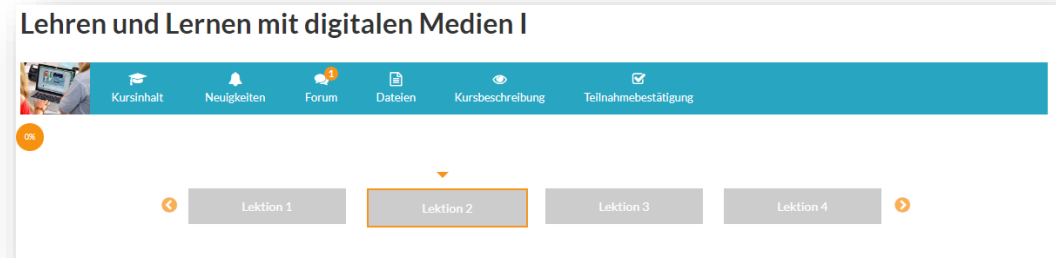 Lehren und Lernen mit digitalen Medien I
1
Kursinhalt Neuigkeiten Forum Dateien Kursbeschreibung Teilnahmebestätigung
0%
Lektion 1 Lektion 2 Lektion 3 Lektion 4